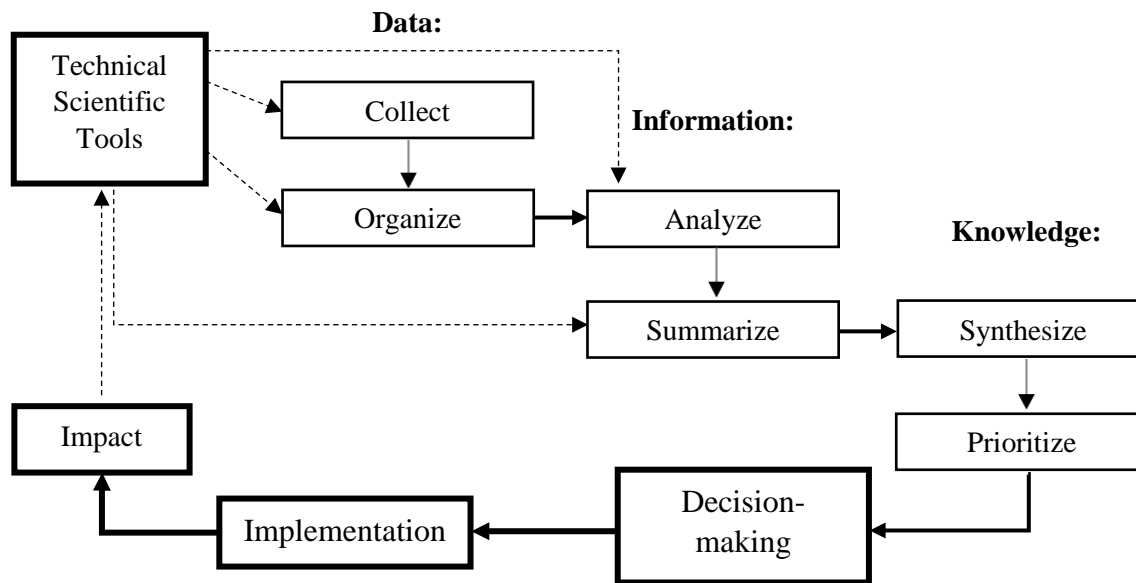 Data:
Technical
Scientific
Tools
Collect
Information:
Organize
Analyze
Knowledge:
Summarize
Synthesize
Impact
Prioritize
Decision-
making
Implementation